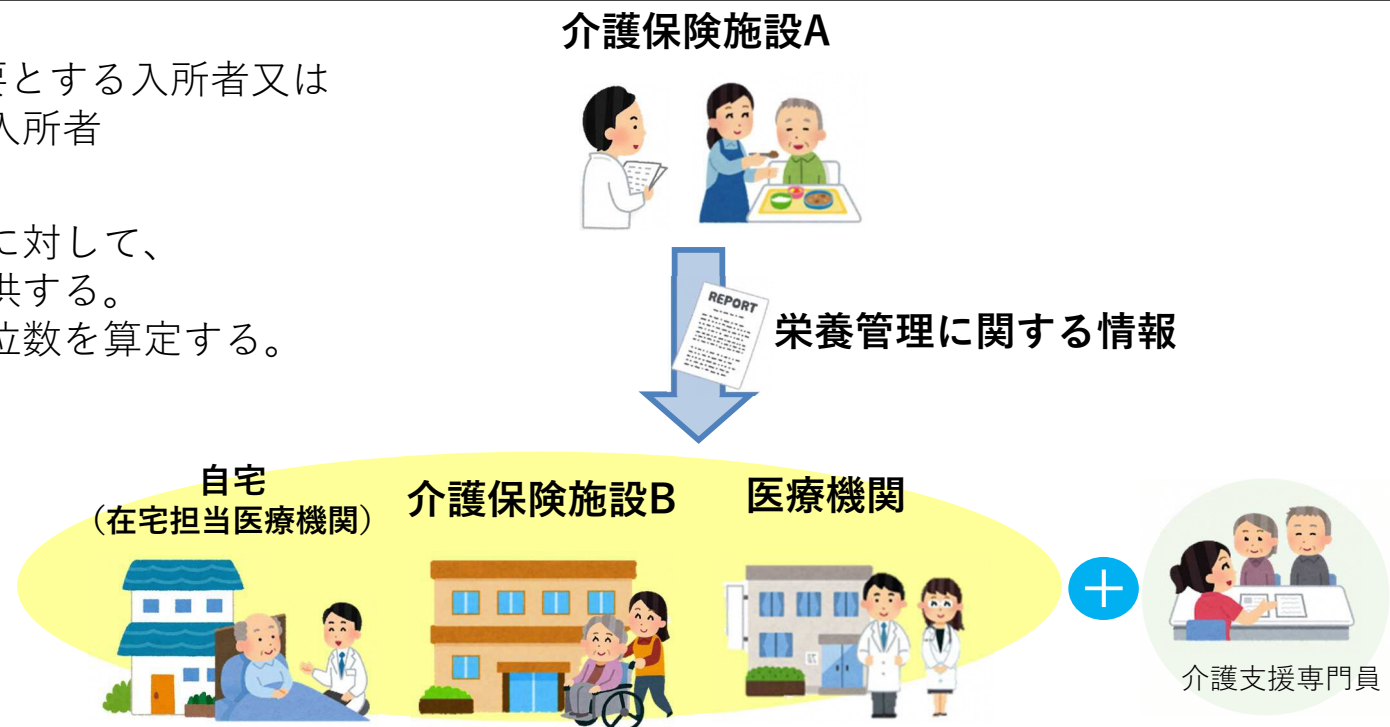 介護保険施設A
要とする入所者又は
入所者
に対して、
供する。
位数を算定する。
REPORT
栄養管理に関する情報
自宅
（在宅担当医療機関）
介護保険施設B
医療機関
＋
介護支援専門員